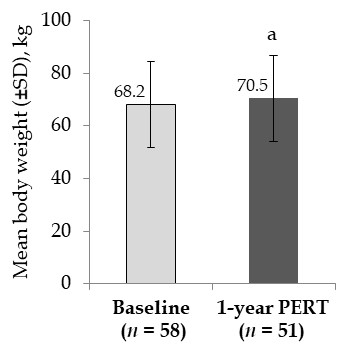 Mean body weight (±SD), kg
100
80
60
40
20
0
68.2
a
70.5
Baseline
(n = 58)
1-year PERT
(n = 51)